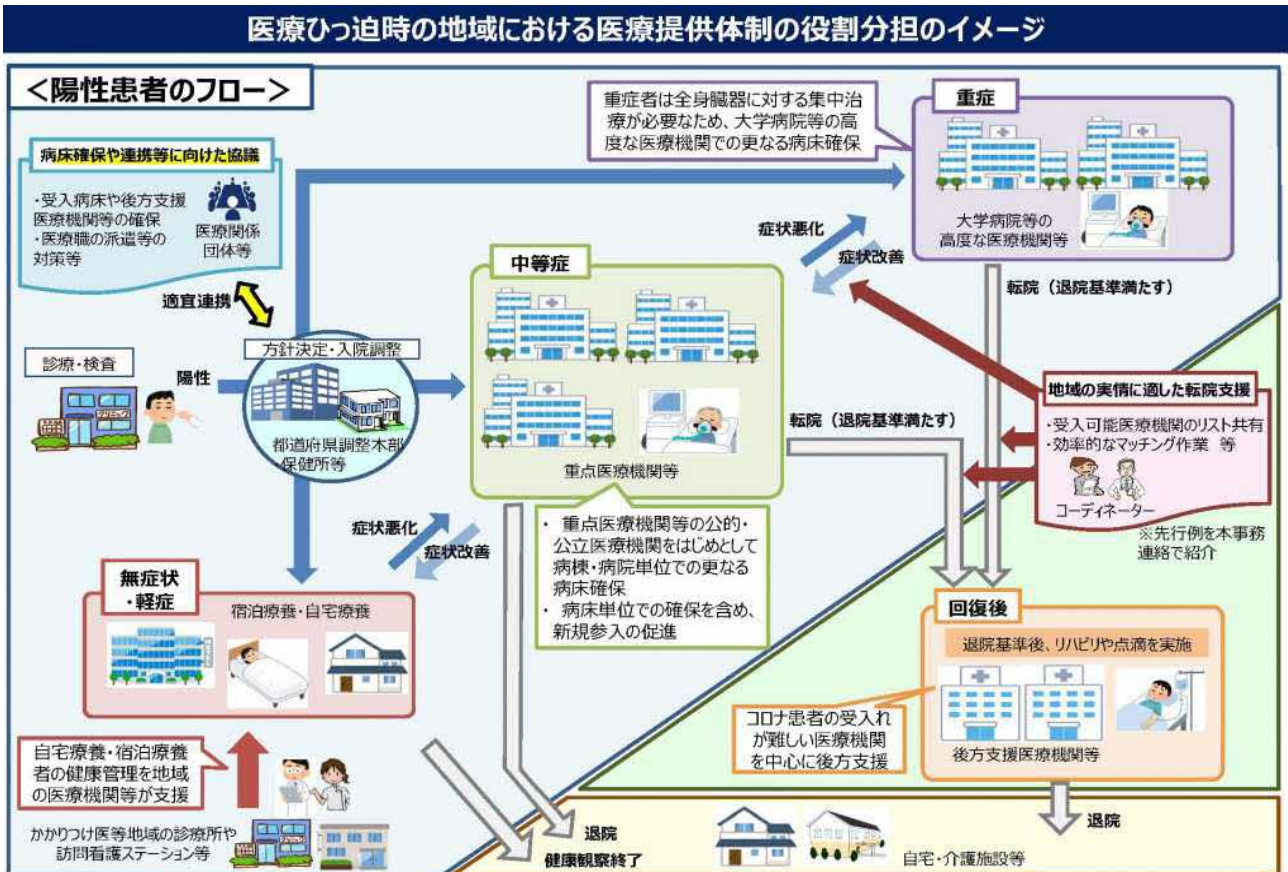 医療ひっ迫時の地域における医療提供体制の役割分担のイメージ
＜陽性患者のフロー＞
病床確保や連携等に向けた協議
・受入病床や後方支援
医療機関等の確保
・医療職の派遣等の
対策等
医療関係
団体等
適宜連携
診療・検査
クリニック
陽性
方針決定・入院調整
都道府県調整本部
・保健所等
重症者は全身臓器に対する集中治
療が必要なため、大学病院等の高
度な医療機関での更なる病床確保
重症
大学病院等の
高度な医療機関等
症状悪化
症状改善
転院（退院基準満たす）
中等症
重点医療機関等
転院（退院基準満たす）
地域の実情に適した転院支援
・受入可能医療機関のリスト共有
・効率的なマッチング作業 等
コーディネーター
※先行例を本事務
連絡で紹介
・ 重点医療機関等の公的・
公立医療機関をはじめとして
病棟・病院単位での更なる
病床確保
・ 病床単位での確保を含め、
新規参入の促進
症状悪化
症状改善
無症状
・軽症
宿泊療養・自宅療養
自宅療養・宿泊療養
者の健康管理を地域
の医療機関等が支援
かかりつけ医等地域の診療所や
訪問看護ステーション等
回復後
退院基準後、リハビリや点滴を実施
後方支援医療機関等
コロナ患者の受入れ
が難しい医療機関
を中心に後方支援
退院
健康観察終了
退院
自宅・介護施設等